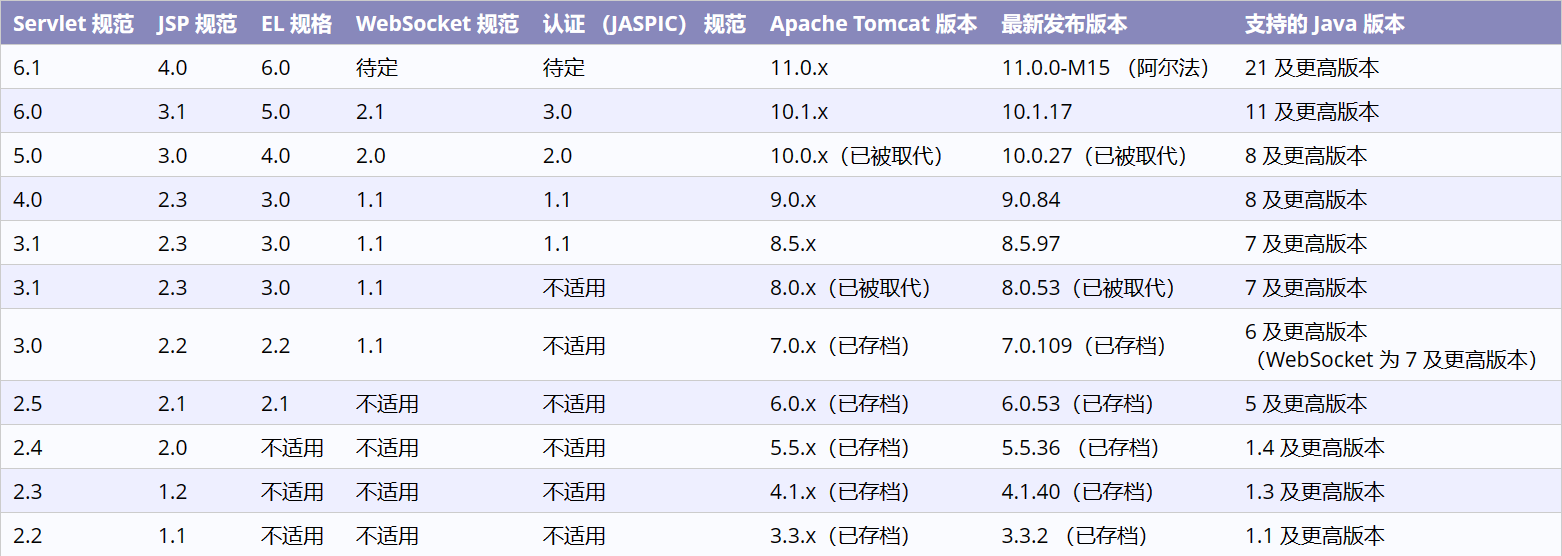 Servlet 规范 JSP 规范 EL 规格 WebSocket 规范 认证 （JASPIC） 规范 Apache Tomcat 版本 最新发布版本 支持的 Java 版本
6.1 4.0 6.0 待定 待定 11.0.x 11.0.0-M15 （阿尔法） 21 及更高版本
6.0 3.1 5.0 2.1 3.0 10.1.x 10.1.17 11 及更高版本
5.0 3.0 4.0 2.0 2.0 10.0.x（已被取代） 10.0.27（已被取代） 8 及更高版本
4.0 2.3 3.0 1.1 1.1 9.0.x 9.0.84 8 及更高版本
3.1 2.3 3.0 1.1 1.1 8.5.x 8.5.97 7 及更高版本
3.1 2.3 3.0 1.1 不适用 8.0.x（已被取代） 8.0.53（已被取代） 7 及更高版本
3.0 2.2 2.2 1.1 不适用 7.0.x（已存档） 7.0.109（已存档） 6 及更高版本
（WebSocket 为 7 及更高版本）
2.5 2.1 2.1 不适用 不适用 6.0.x（已存档） 6.0.53（已存档） 5 及更高版本
2.4 2.0 不适用 不适用 不适用 5.5.x（已存档） 5.5.36 （已存档） 1.4 及更高版本
2.3 1.2 不适用 不适用 不适用 4.1.x（已存档） 4.1.40（已存档） 1.3 及更高版本
2.2 1.1 不适用 不适用 不适用 3.3.x（已存档） 3.3.2 （已存档） 1.1 及更高版本